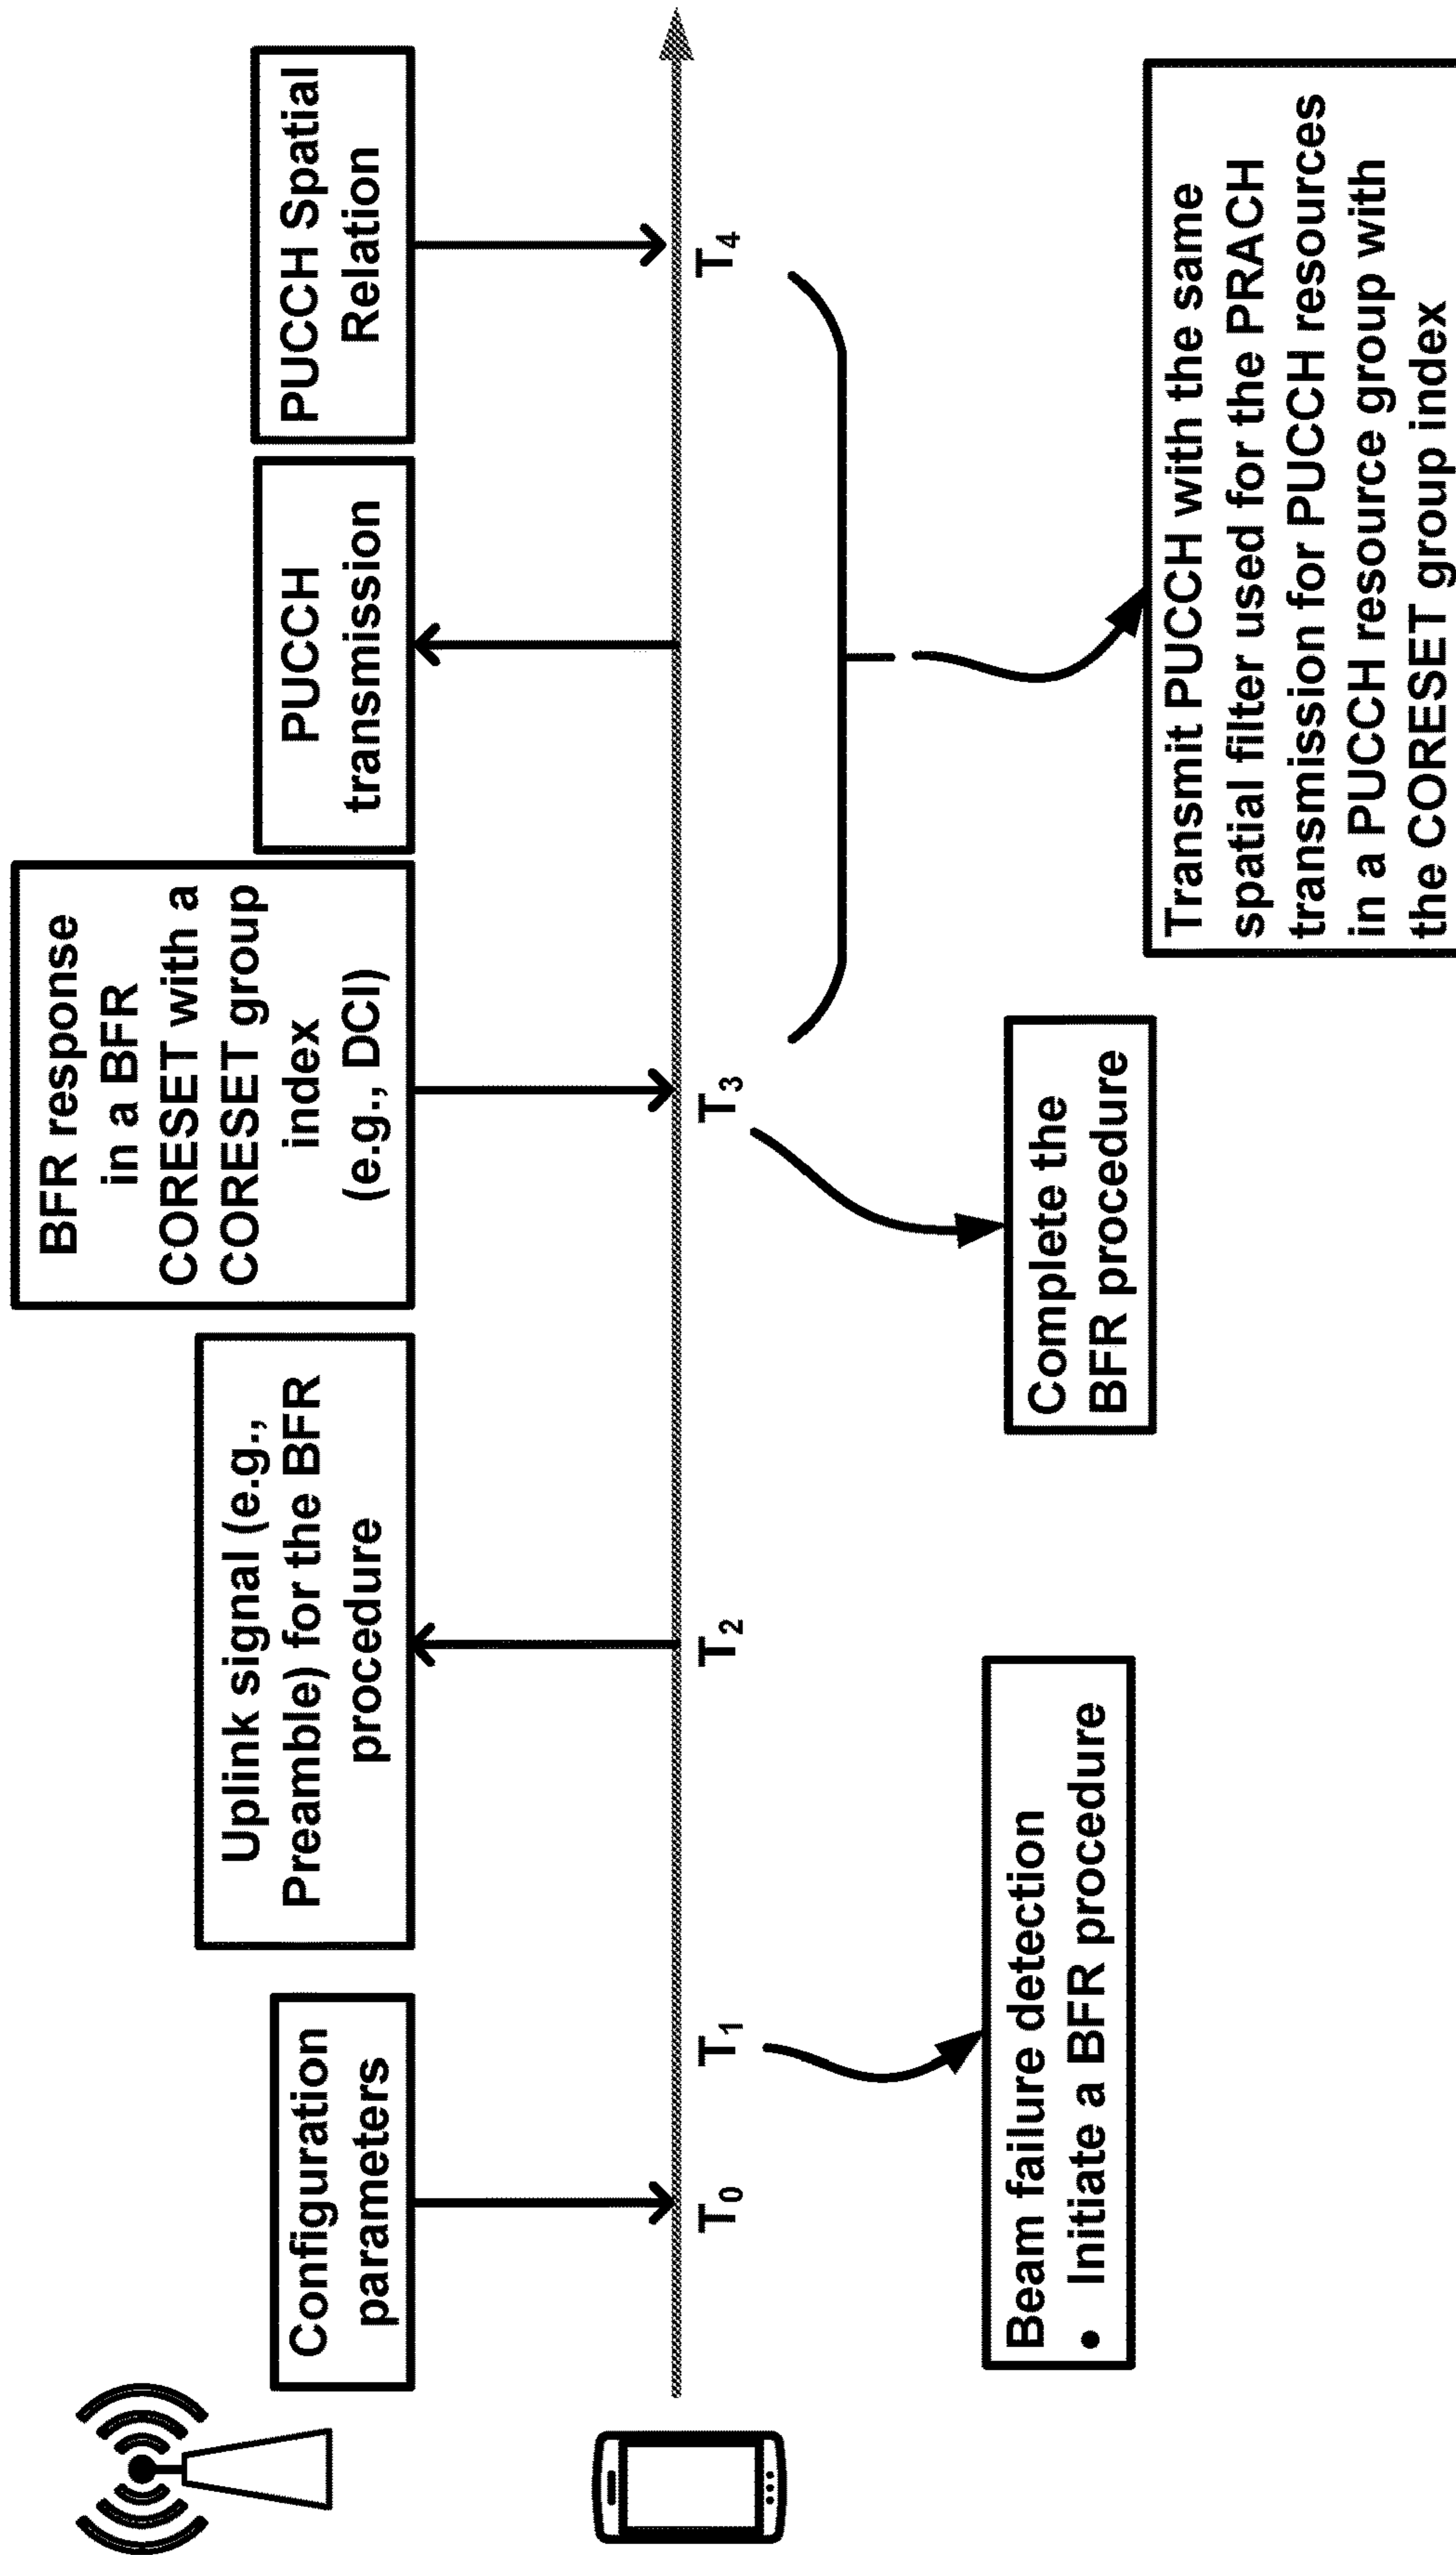 Configuration
parameters
Uplink signal (e.g.,
Preamble) for the BFR
procedure
BFR response
in a BFR
CORESET with a
CORESET group
index
(e.g., DCI)
PUCCH
transmission
PUCCH Spatial
Relation
T0
T1
T2
T3
T4
Beam failure detection
• Initiate a BFR procedure
Complete the
BFR procedure
Transmit PUCCH with the same
spatial filter used for the PRACH
transmission for PUCCH resources
in a PUCCH resource group with
the CORESET group index